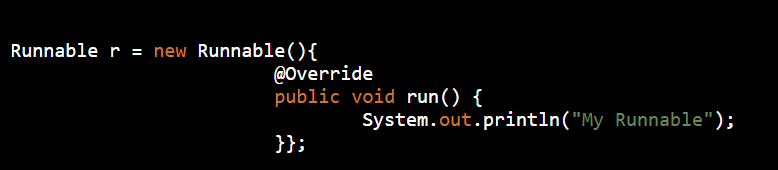 Runnable r = new Runnable(){
@Override
public void run() {
System.out.println("My Runnable");
}};